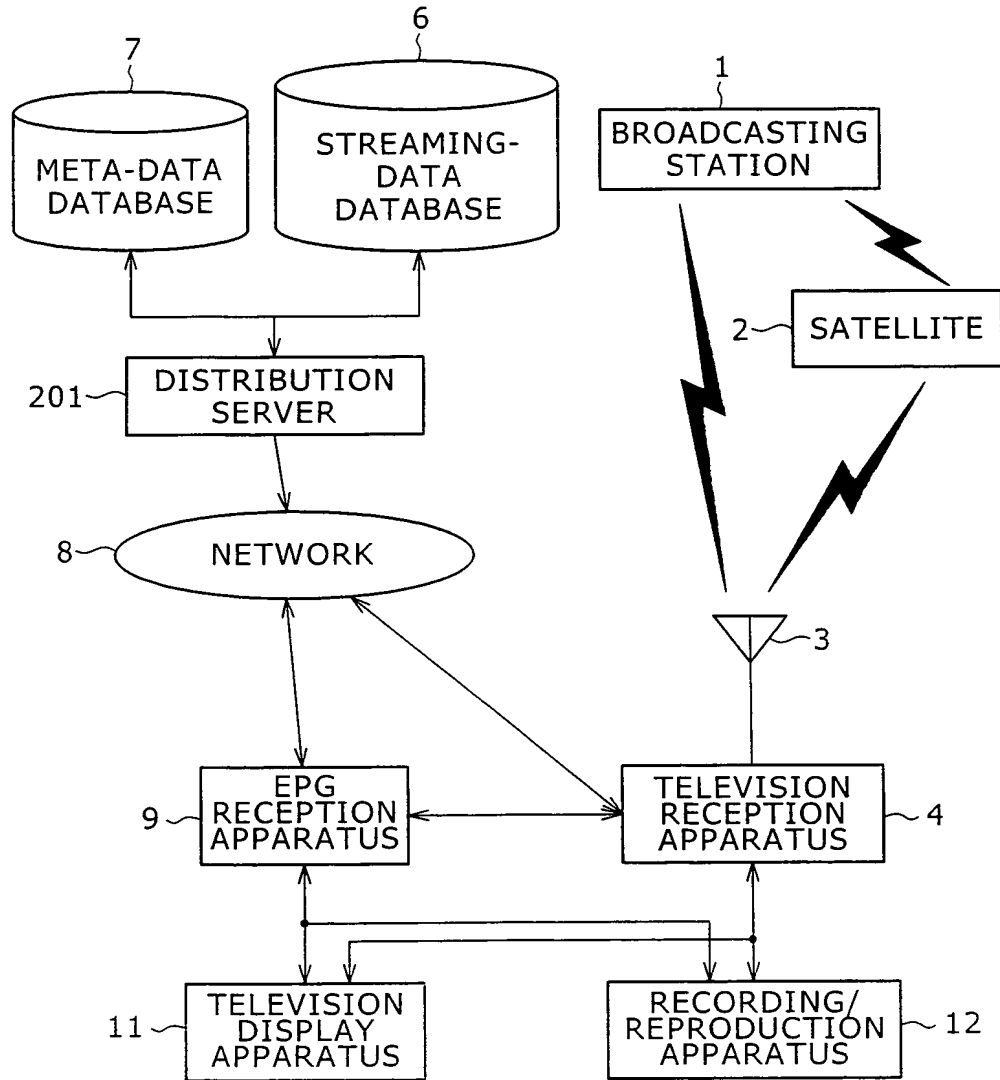 6
7
1
META-DATA
DATABASE
STREAMING-
DATA
DATABASE
BROADCASTING
STATION
2
SATELLITE
201
DISTRIBUTION
SERVER
8
NETWORK
3
9
EPG
RECEPTION
APPARATUS
TELEVISION
RECEPTION
APPARATUS
4
11
TELEVISION
DISPLAY
APPARATUS
RECORDING/
REPRODUCTION
APPARATUS
12